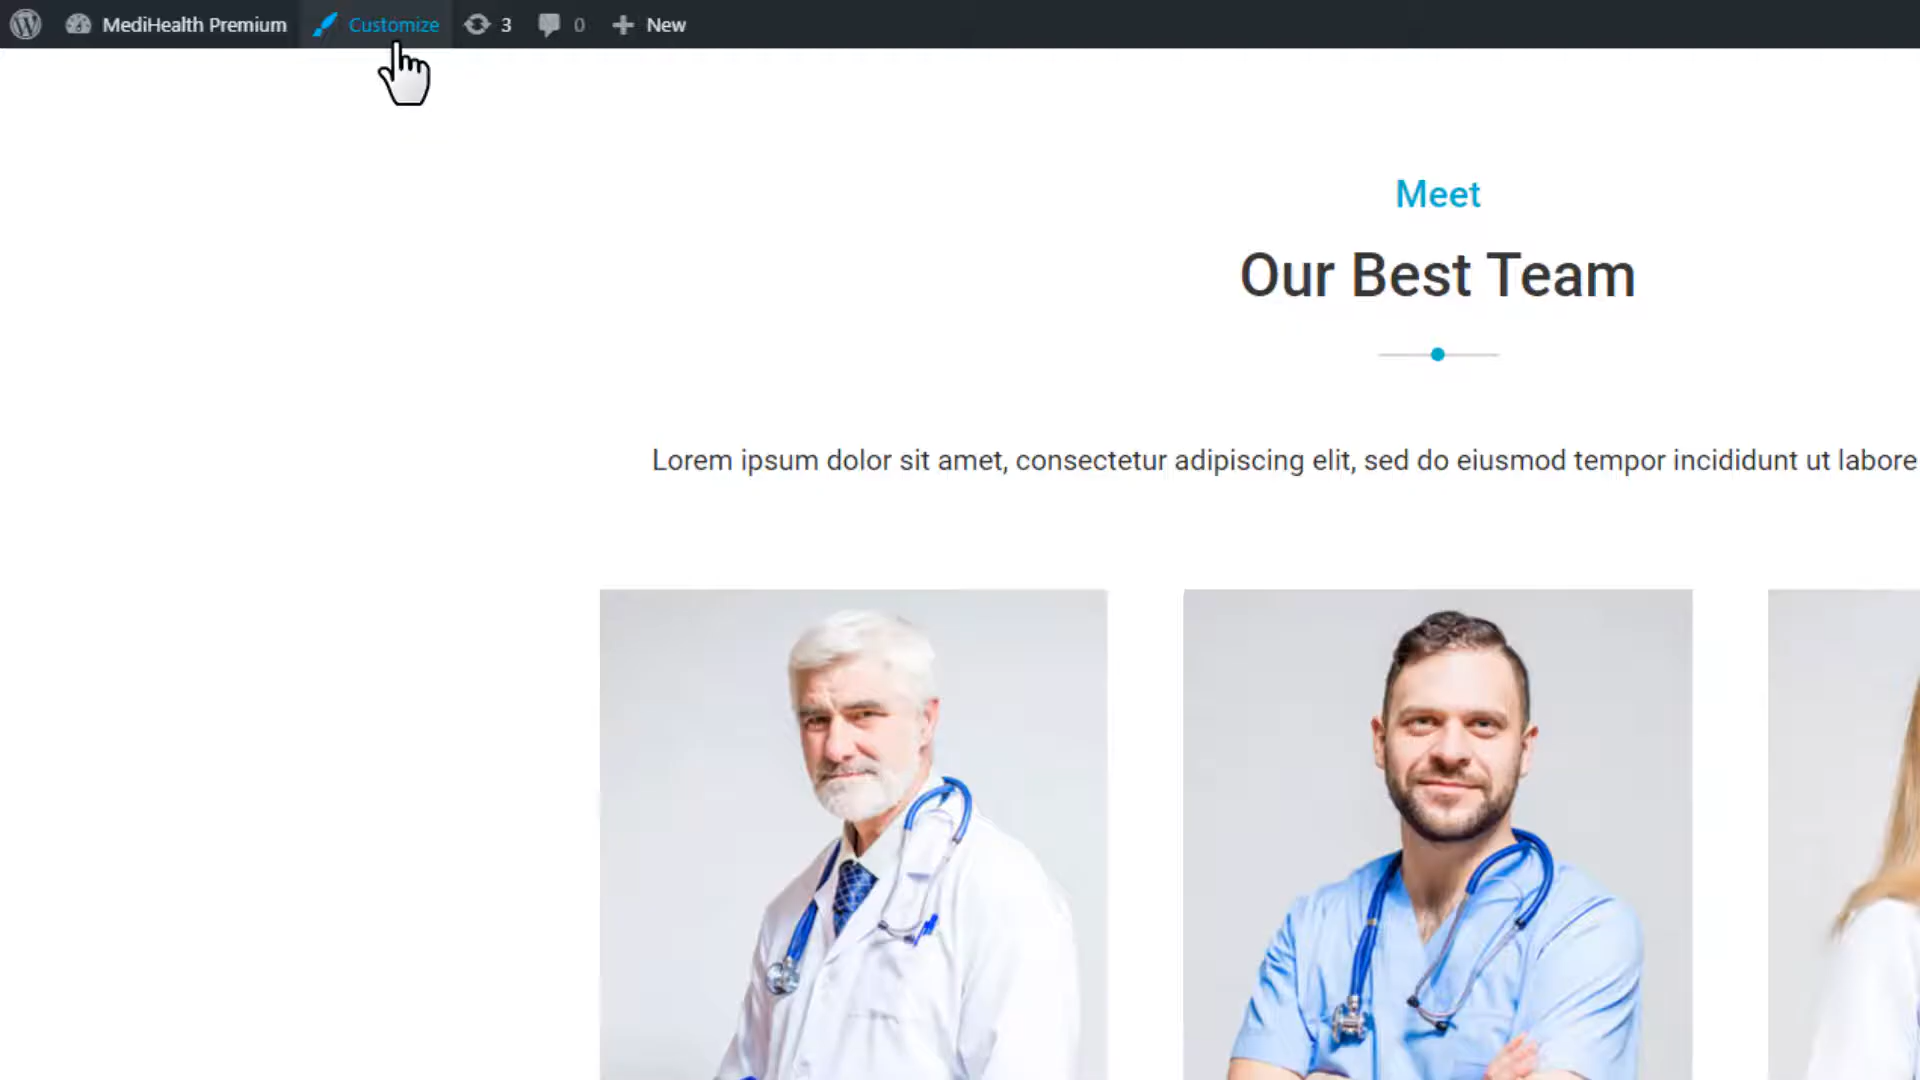 MediHealth Premium Customize 3 0 New
Meet
Our Best Team
Lorem ipsum dolor sit amet, consectetur adipiscing elit, sed do eiusmod tempor incididunt ut labore